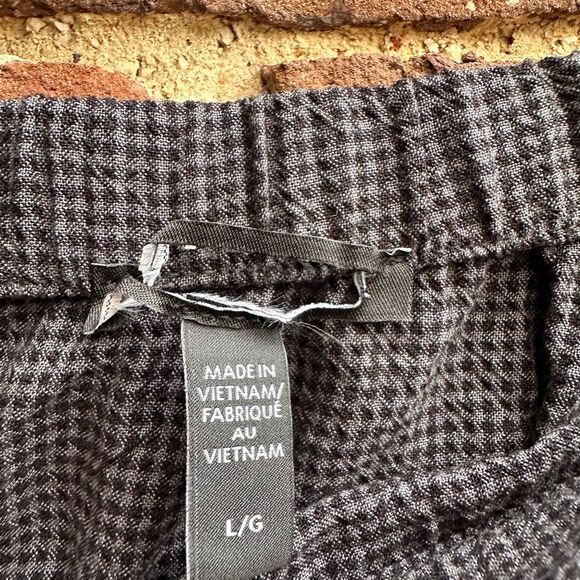 MADE IN
VIETNAM/
FABRIQUÉ
AU
VIETNAM
L/G